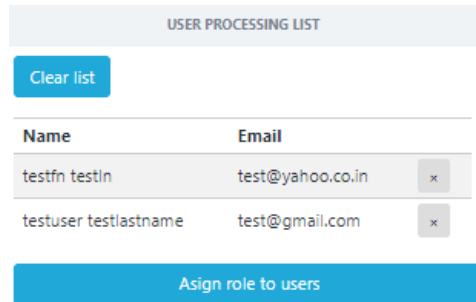 USER PROCESSING LIST
Clear list
Name Email
testfn testln test@yahoo.co.in ×
testuser testlastname test@gmail.com ×
Asign role to users